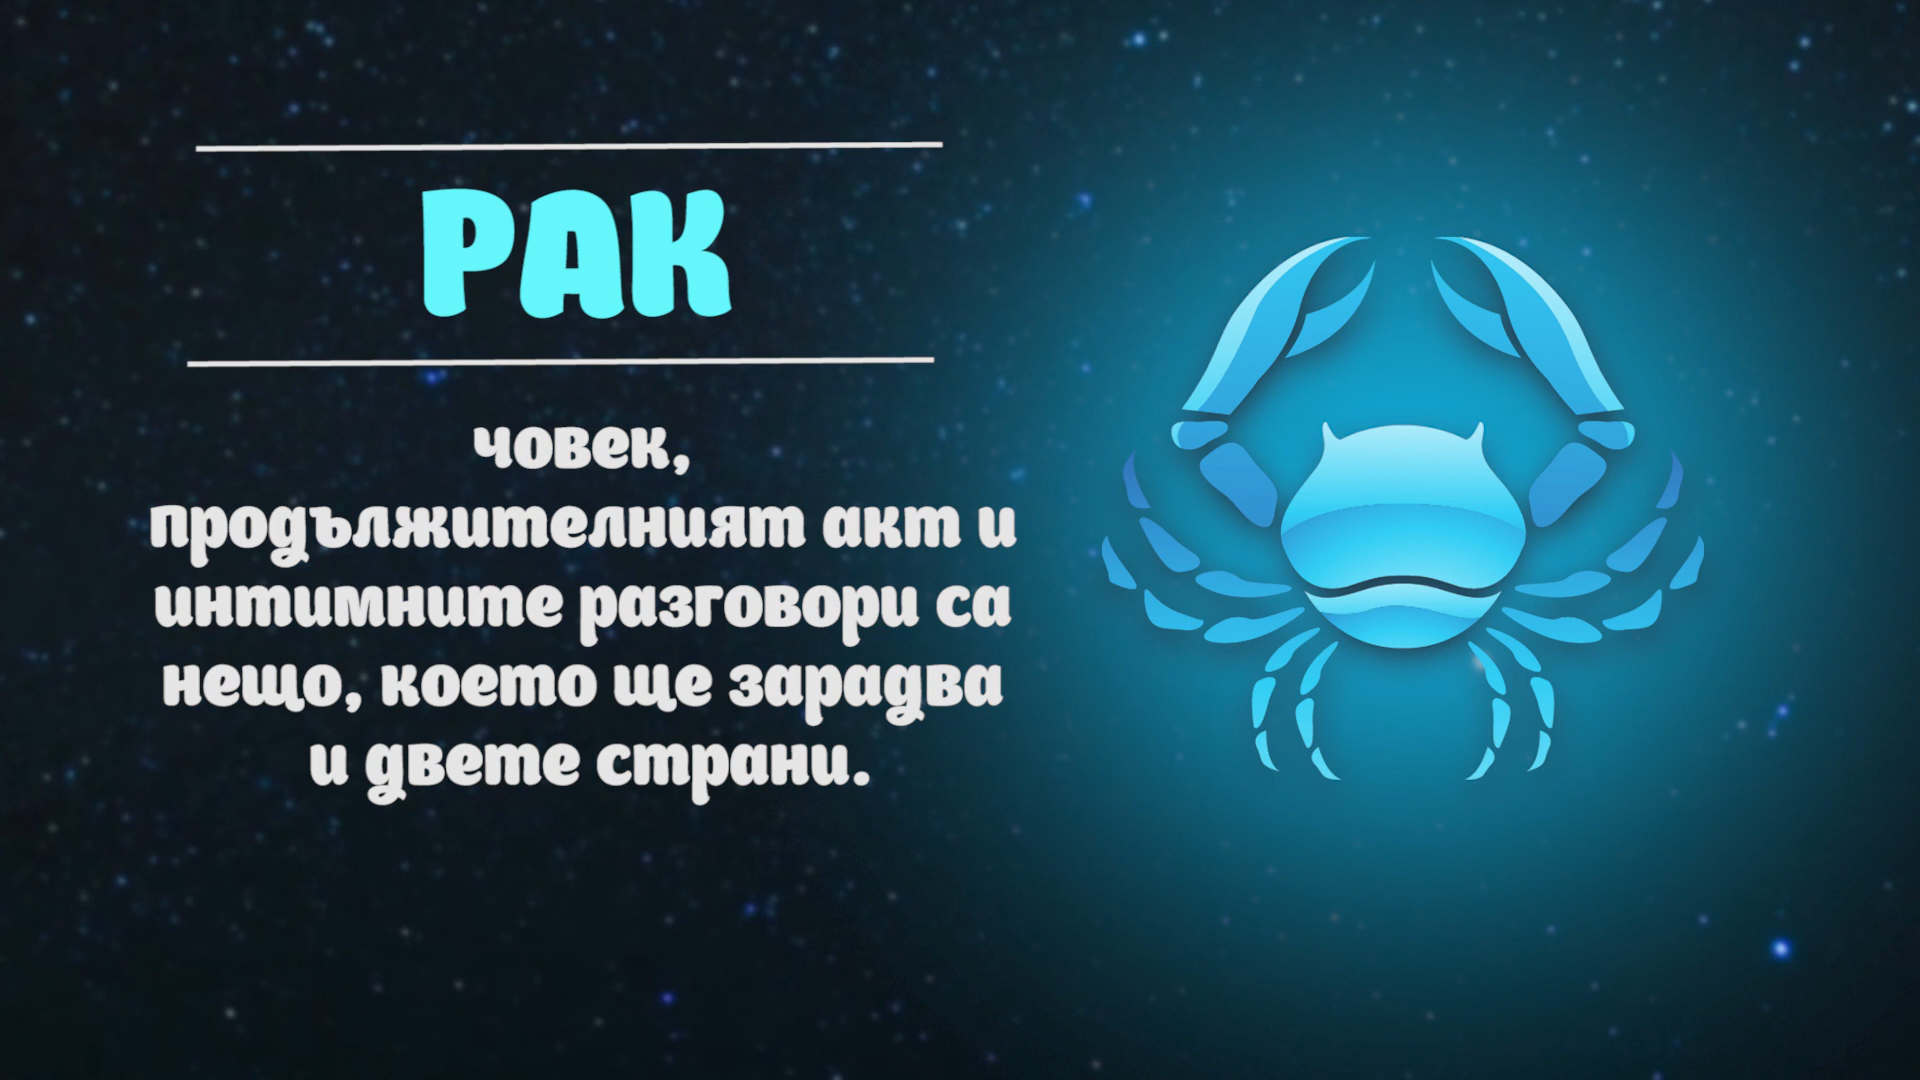 РАК
човек,
продължителният акт и
интимните разговори са
нещо, което ще зарадва
и двете страни.